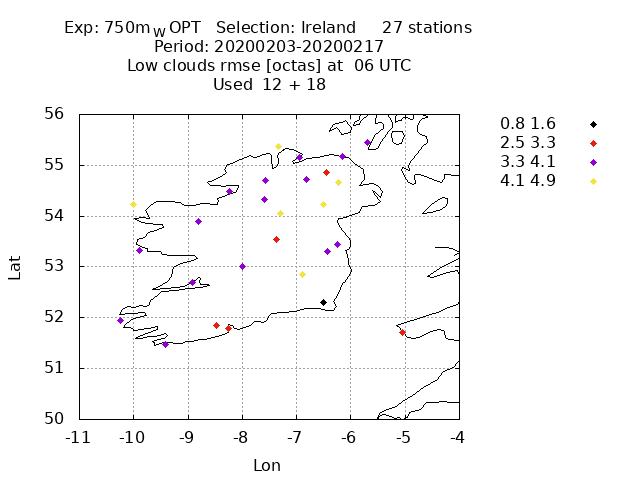 Exp: 750m W OPT Selection: Ireland 27 stations
Period: 20200203-20200217
Low clouds rmse [octas] at 06 UTC
Used 12 + 18
0.8 1.6
2.5 3.3
3.3 4.1
4.1 4.9
56
55
54
53
52
51
50
Lat
-11 -10 -9 -8 -7 -6 -5 -4
Lon